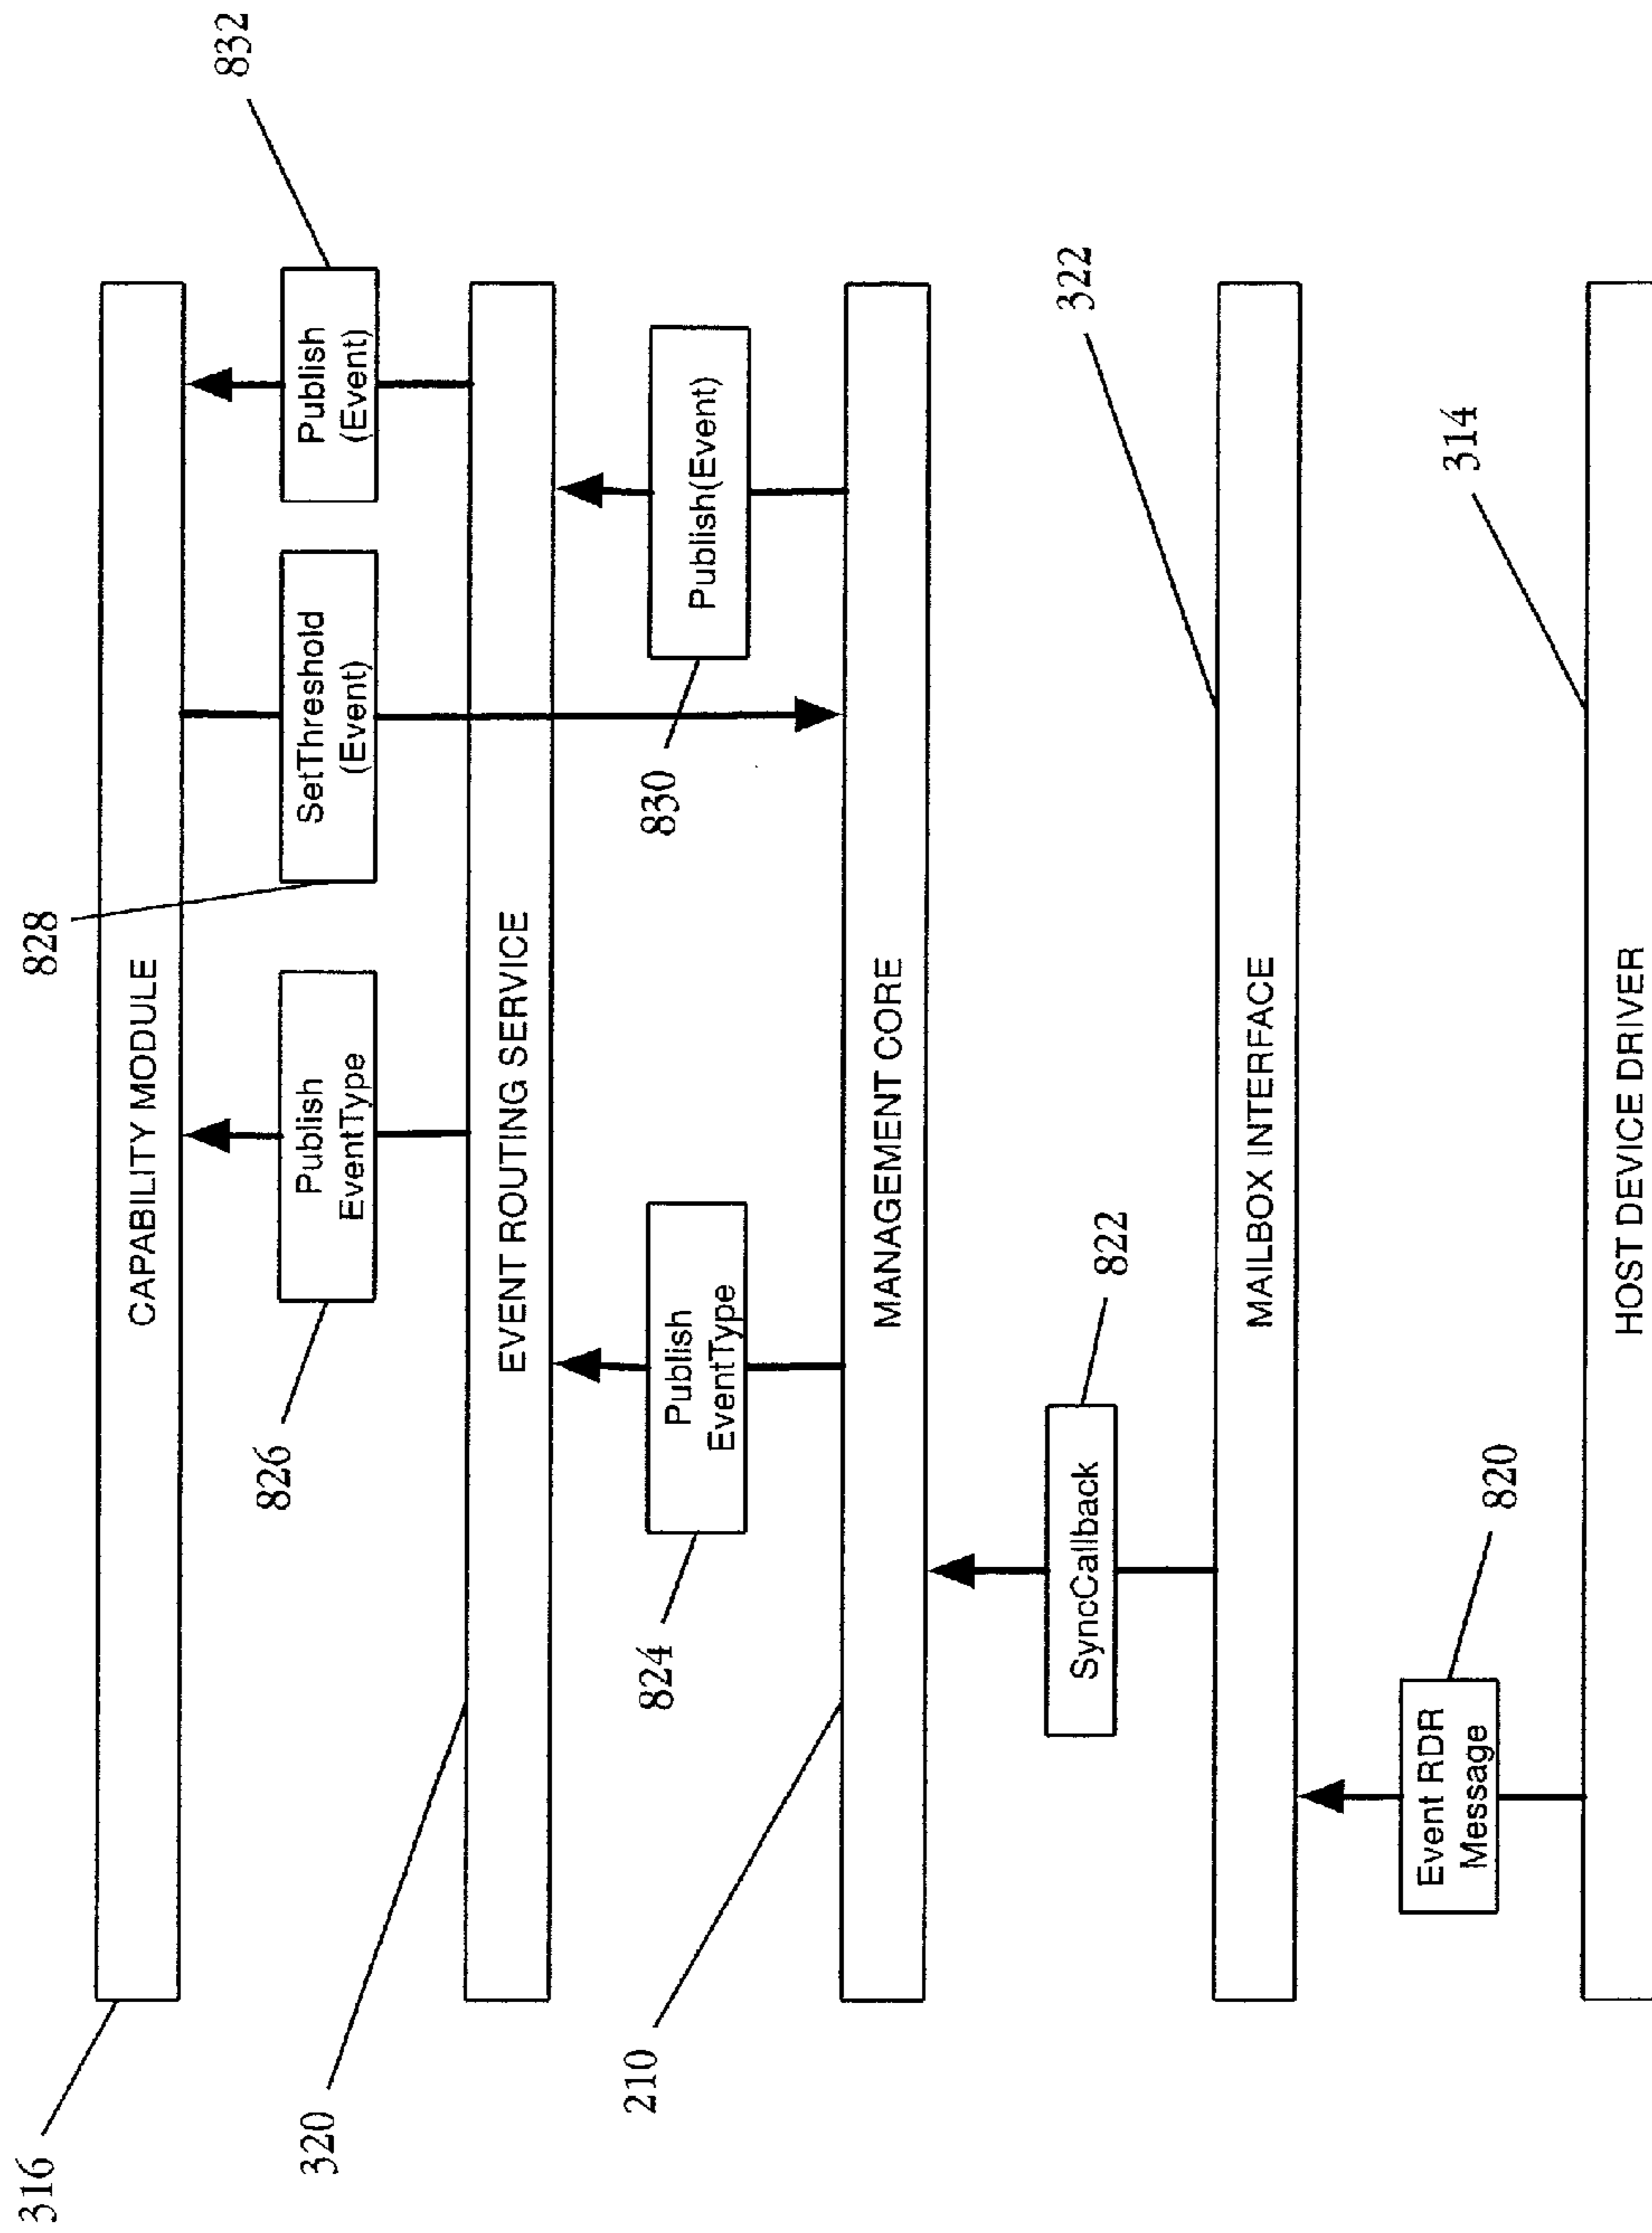 316
CAPABILITY MODULE
828
832
826
Publish
EventType
SetThreshold
(Event)
Publish
(Event)
320
EVENT ROUTING SERVICE
824
Publish
EventType
830
Publish(Event)
210
MANAGEMENT CORE
SyncCallback
822
322
MAILBOX INTERFACE
Event RDR
Message
820
314
HOST DEVICE DRIVER